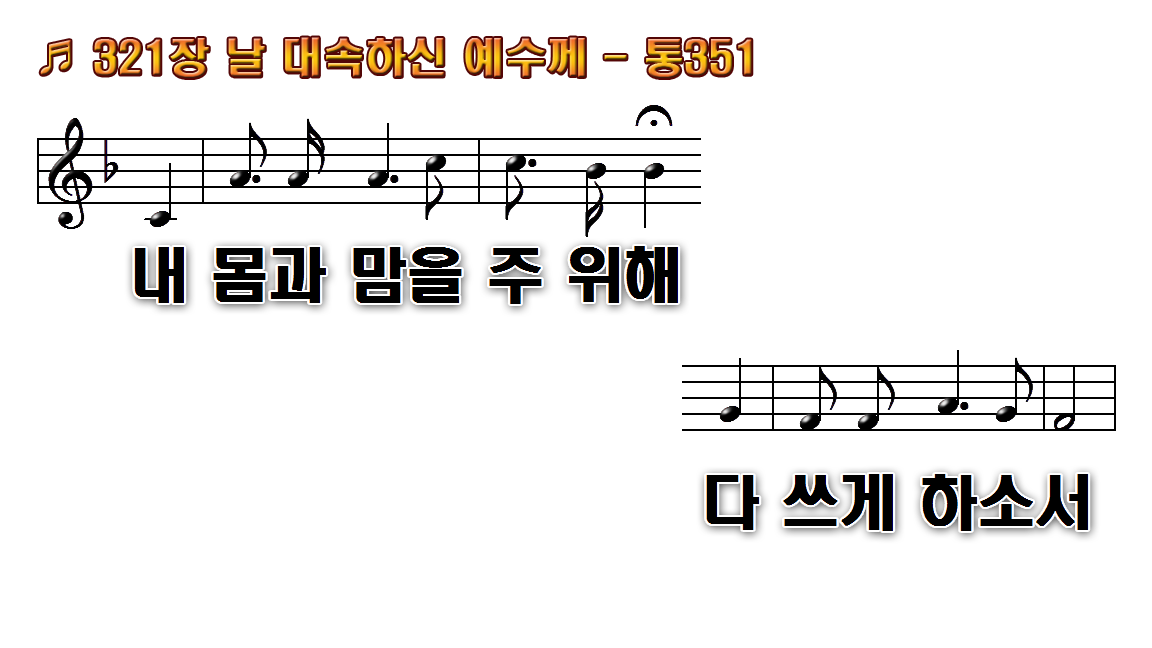 ♬ 321장 날 대속하신 예수께 - 통351
내 몸과 맘을 주 위해
다 쓰게 하소서